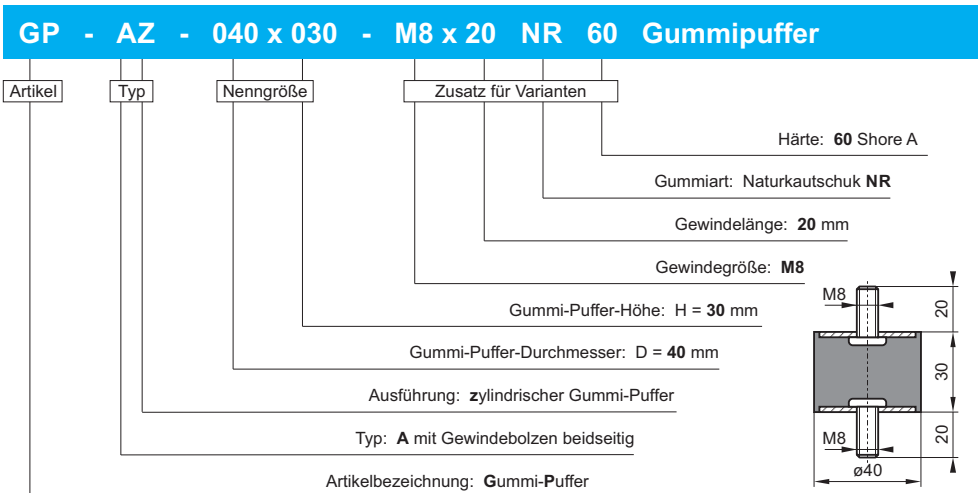 GP - AZ - 040 x 030 - M8 x 20 NR 60 Gummipuffer
Artikel Typ Nenngröße Zusatz für Varianten
Härte: 60 Shore A
Gummiart: Naturkautschuk NR
Gewindelänge: 20 mm
Gewindegröße: M8
Gummi-Puffer-Höhe: H = 30 mm
Gummi-Puffer-Durchmesser: D = 40 mm
Ausführung: zylindrischer Gummi-Puffer
Typ: A mit Gewindebolzen beidseitig
Artikelbezeichnung: Gummi-Puffer
M8
20
30
M8
20
ø40